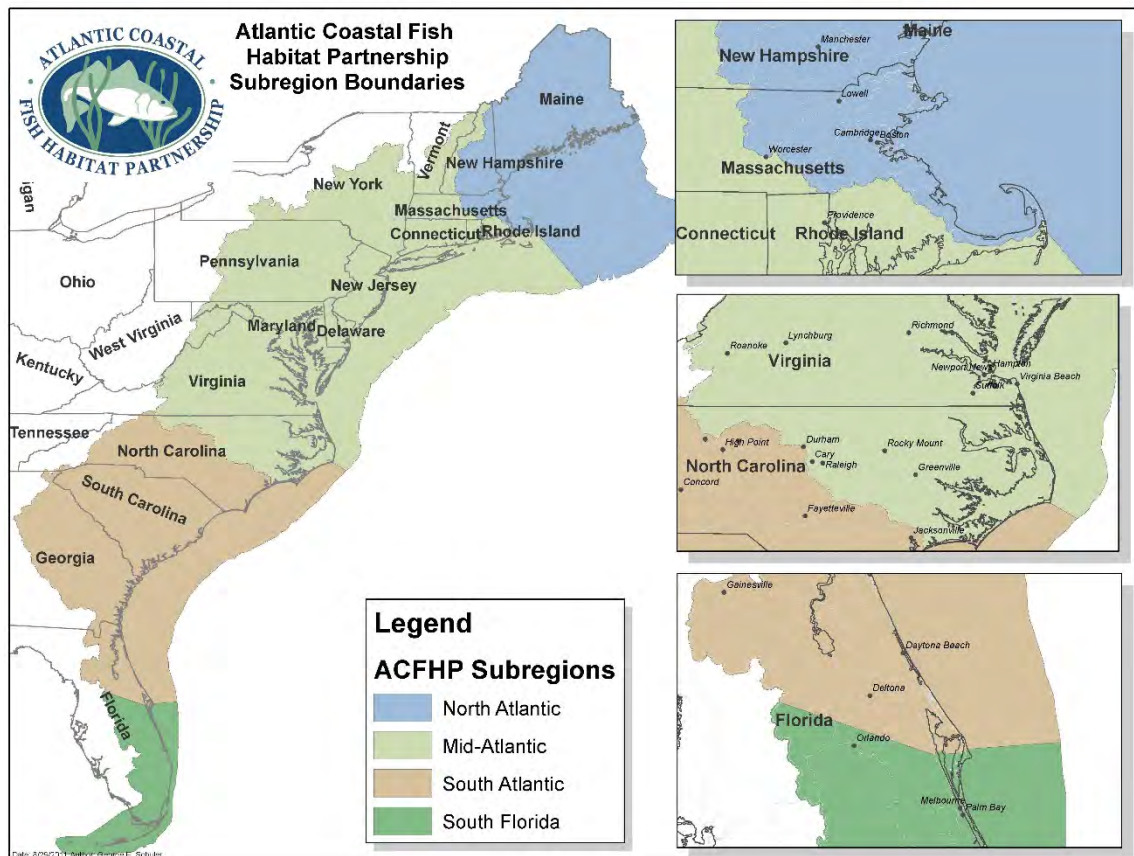 ATLANTIC COASTAL
FISH HABITAT PARTNERSHIP
Atlantic Coastal Fish
Habitat Partnership
Subregion Boundaries
Maine
Vermont
New Hampshire
New York
Massachusetts
Connecticut
Rhode Island
igan
Pennsylvania
Ohio
New Jersey
Maryland
Delaware
West Virginia
Kentucky
Virginia
Tennessee
North Carolina
South Carolina
Georgia
Florida
Legend
ACFHP Subregions
North Atlantic
Mid-Atlantic
South Atlantic
South Florida
Maine
Manchester
New Hampshire
Lowell
Cambridge
Boston
Worcester
Massachusetts
Providence
Connecticut
Rhode Island
Richmond
Lynchburg
Roanoke
Virginia
Hampton
Newport News
Virginia Beach
Suffolk
High Point
Durham
Rocky Mount
North Carolina
Cary
Raleigh
Greenville
Concord
Fayetteville
Jacksonville
Gainesville
Daytona Beach
Deltona
Florida
Orlando
Melbourne
Palm Bay